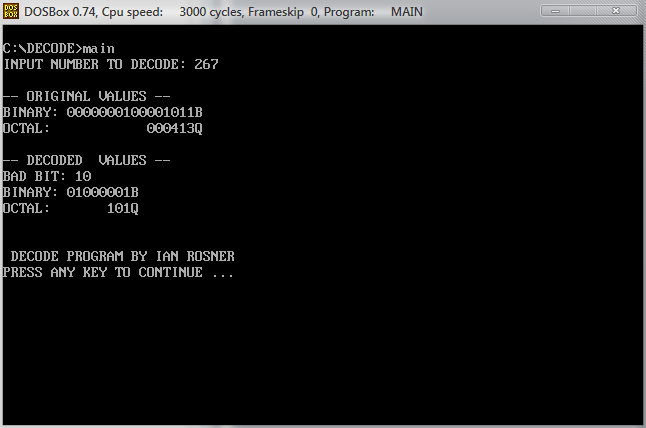 DOS BOX
DOSBox 0.74, Cpu speed: 3000 cycles, Frameskip 0, Program: MAIN
C:\DECODE>main
INPUT NUMBER TO DECODE: 267
-- ORIGINAL VALUES --
BINARY: 0000000100001011B
OCTAL: 000413Q
-- DECODED  VALUES --
BAD BIT: 10
BINARY: 01000001B
OCTAL: 101Q
DECODE PROGRAM BY IAN ROSNER
PRESS ANY KEY TO CONTINUE ...